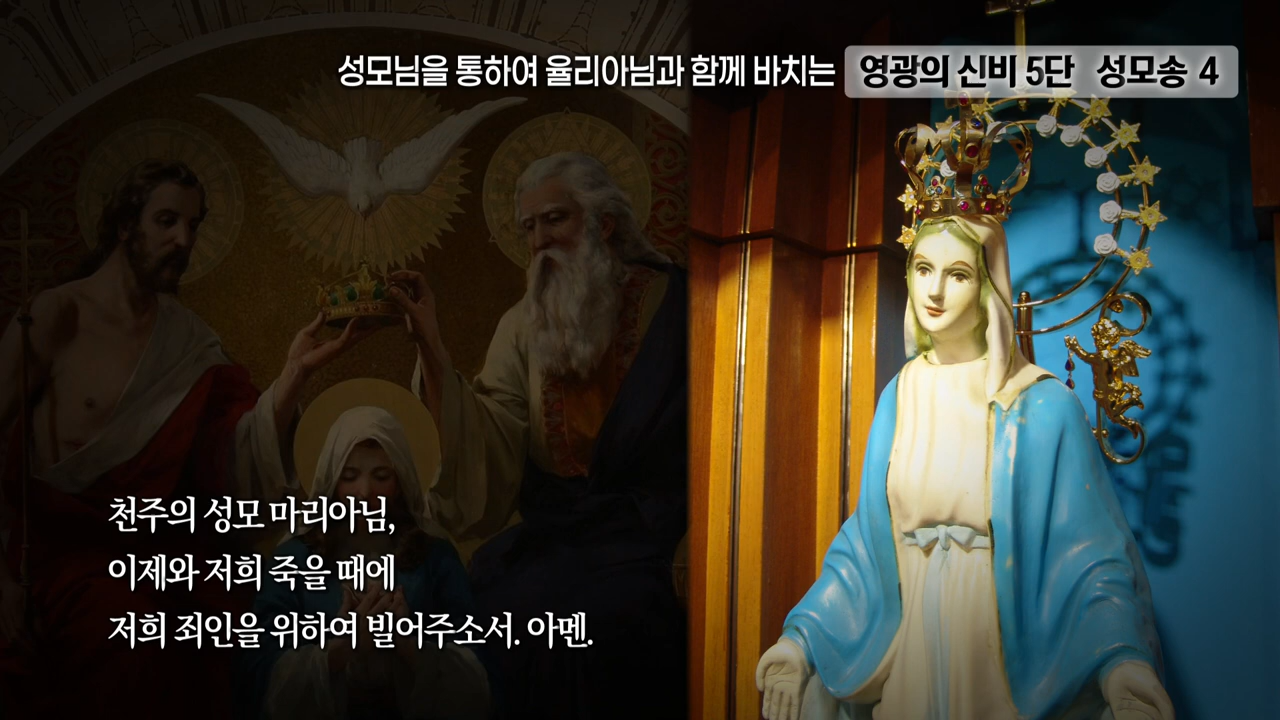 성모님을 통하여 율리아님과 함께 바치는 영광의 신비 5단 성모송 4
천주의 성모 마리아님,
이제와 저희 죽을 때에
저희 죄인을 위하여 빌어주소서. 아멘.